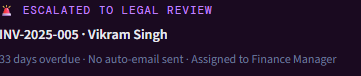 🚨 ESCALATED TO LEGAL REVIEW
INV-2025-005 · Vikram Singh
33 days overdue · No auto-email sent · Assigned to Finance Manager